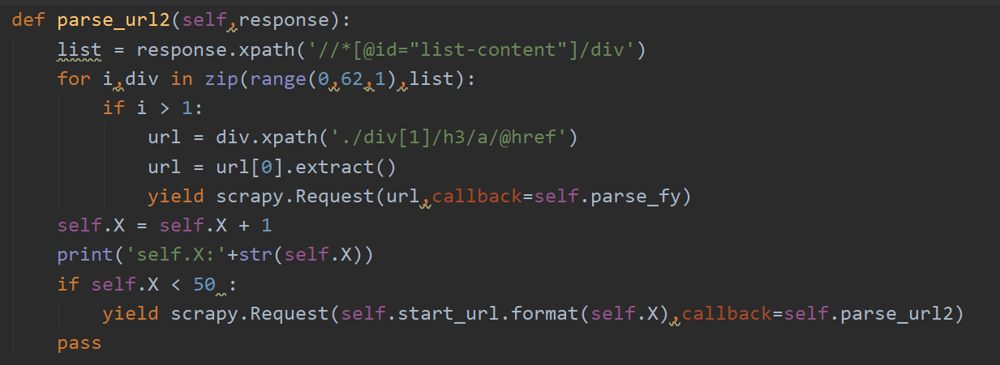 def parse_url2(self,response):
    list = response.xpath('//*[@id="list-content"]/div')
    for i,div in zip(range(0,62,1),list):
        if i > 1:
            url = div.xpath('./div[1]/h3/a/@href')
            url = url[0].extract()
            yield scrapy.Request(url,callback=self.parse_fy)
    self.X = self.X + 1
    print('self.X:'+str(self.X))
    if self.X < 50 :
        yield scrapy.Request(self.start_url.format(self.X),callback=self.parse_url2)
    pass